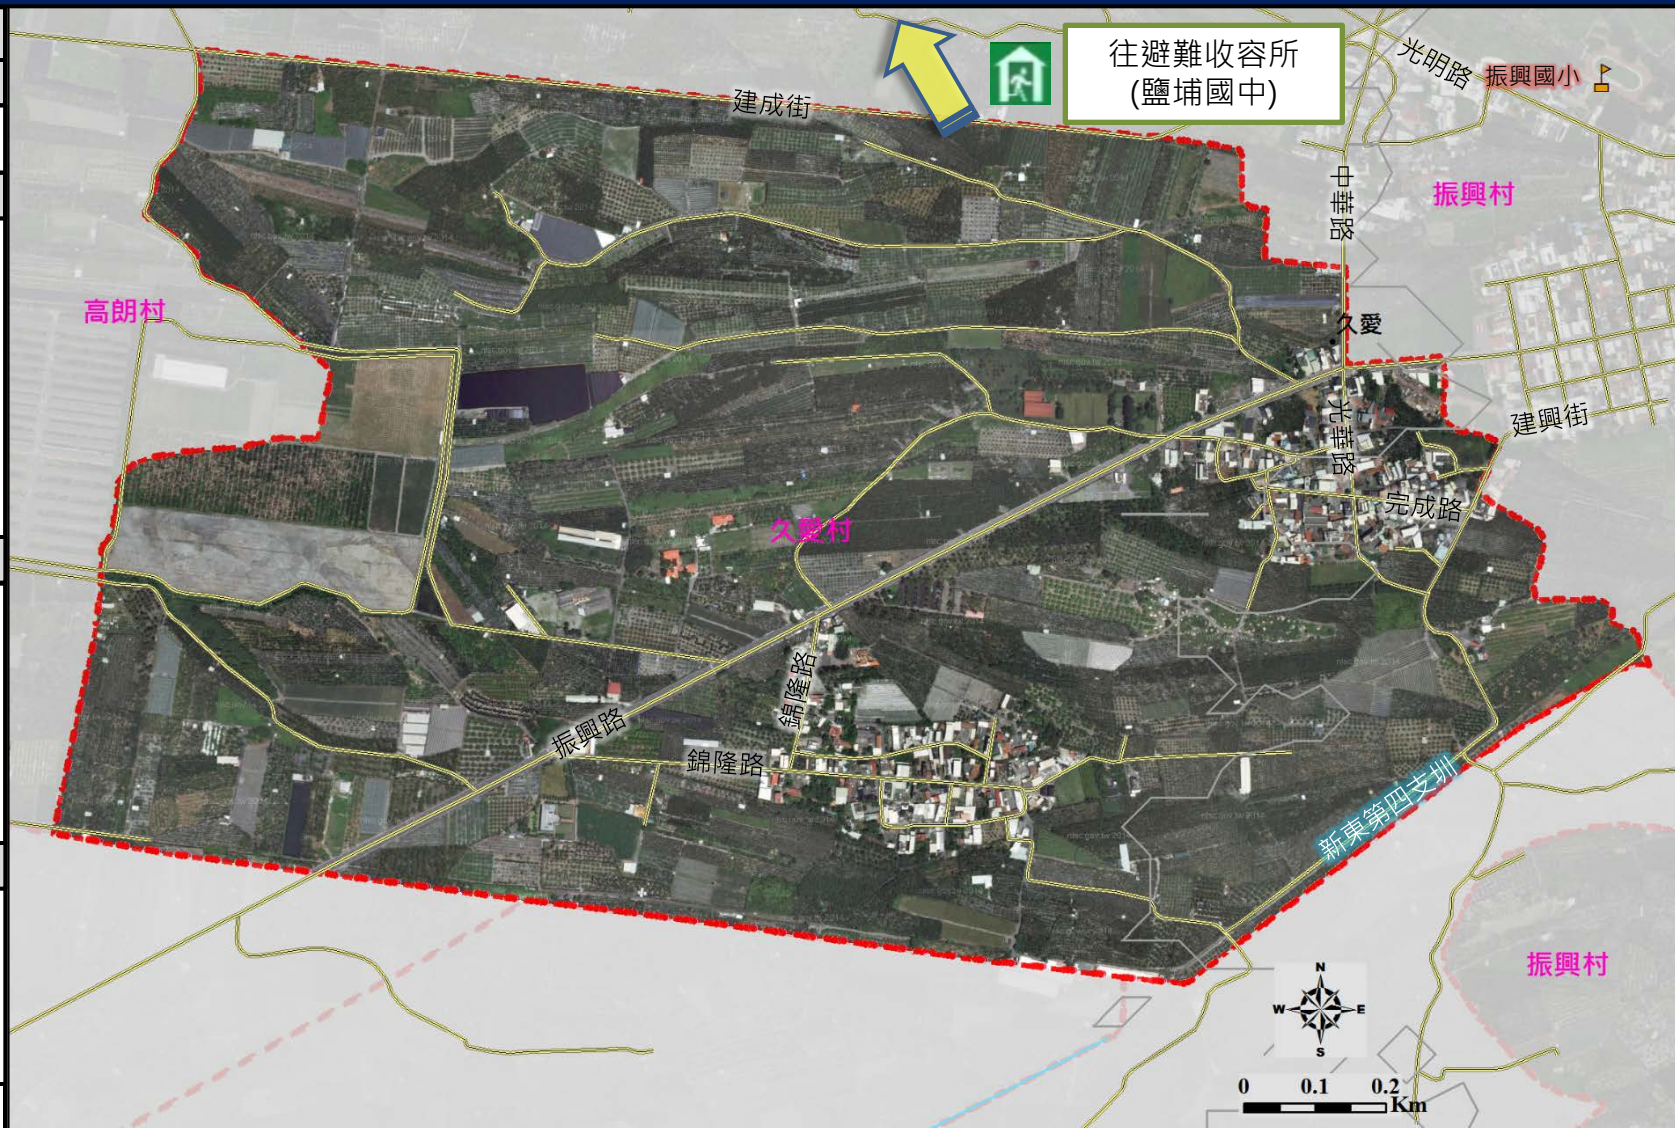 往避難收容所
(鹽埔國中)
光明路
振興國小
建成街
中華路
振興村
高朗村
久愛
光華路
建興街
完成路
久愛村
錦隆路
振興路
錦隆路
新東第四支圳
振興村
N
W
E
S
0 0.1 0.2
Km